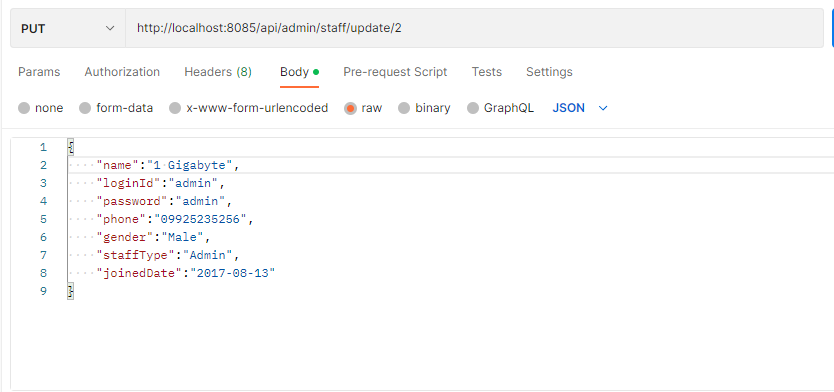 PUT http://localhost:8085/api/admin/staff/update/2
Params Authorization Headers (8) Body Pre-request Script Tests Settings
none form-data x-www-form-urlencoded raw binary GraphQL JSON
1 {
2 "name":"1 Gigabyte",
3 "loginId":"admin",
4 "password":"admin",
5 "phone":"09925235256",
6 "gender":"Male",
7 "staffType":"Admin",
8 "joinedDate":"2017-08-13"
9 }